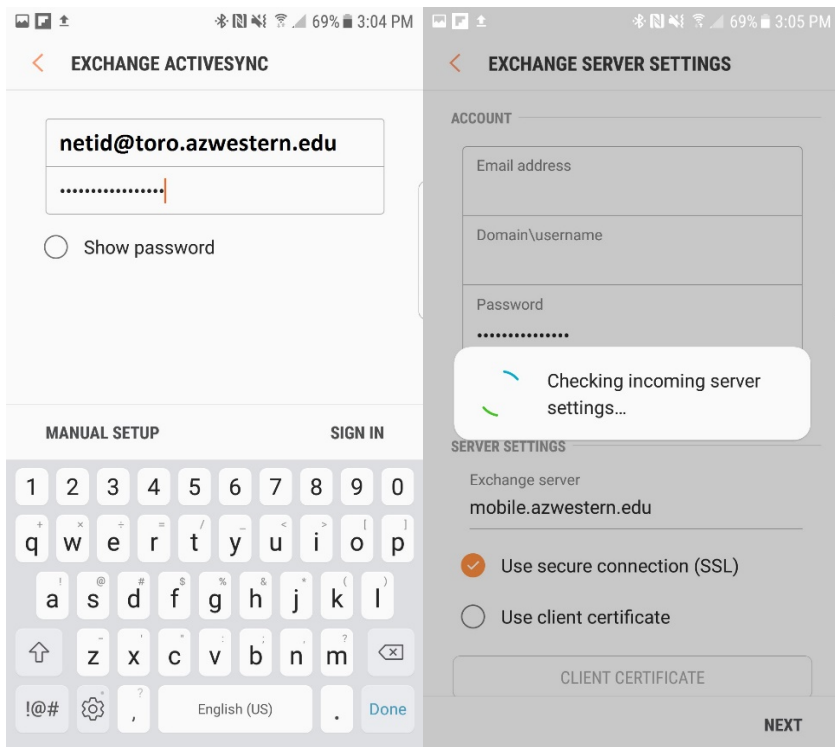 69% 3:04 PM
EXCHANGE ACTIVESYNC
netid@toro.azwestern.edu
•••••••••••••••••
Show password
MANUAL SETUP SIGN IN
1 2 3 4 5 6 7 8 9 0
+ × ÷ = / _ < > [ ]
q w e r t y u i o p
! @ # $ % & * ( )
a s d f g h j k l
- ' " : ; , ?
z x c v b n m
!@# , ? English (US) . Done
69% 3:05 PM
EXCHANGE SERVER SETTINGS
ACCOUNT
Email address
Domain\username
Password
•••••••••••••••
Checking incoming server
settings...
SERVER SETTINGS
Exchange server
mobile.azwestern.edu
Use secure connection (SSL)
Use client certificate
CLIENT CERTIFICATE
NEXT